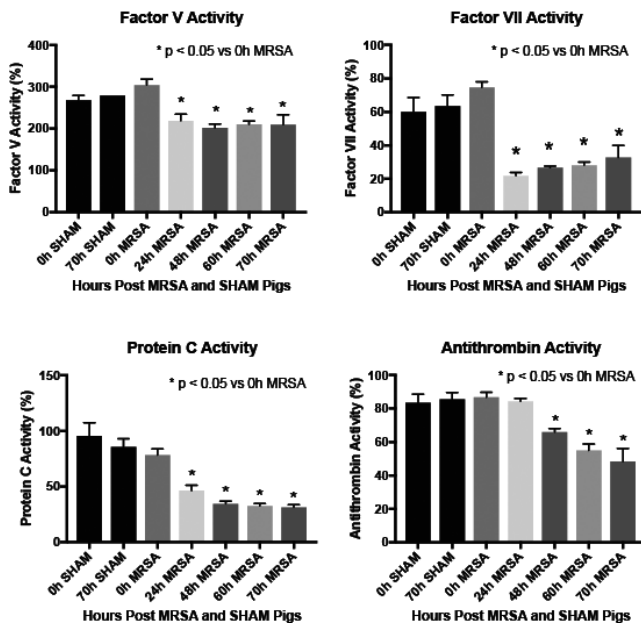 Factor V Activity
* p < 0.05 vs 0h MRSA
Factor V Activity (%)
400
300
200
100
0
* * * *
0h SHAM
70h SHAM
0h MRSA
24h MRSA
48h MRSA
60h MRSA
70h MRSA
Hours Post MRSA and SHAM Pigs
Factor VII Activity
* p < 0.05 vs 0h MRSA
Factor VII Activity (%)
100
80
60
40
20
0
* * * *
0h SHAM
70h SHAM
0h MRSA
24h MRSA
48h MRSA
60h MRSA
70h MRSA
Hours Post MRSA and SHAM Pigs
Protein C Activity
* p < 0.05 vs 0h MRSA
Protein C Activity (%)
150
100
50
0
* * * *
0h SHAM
70h SHAM
0h MRSA
24h MRSA
48h MRSA
60h MRSA
70h MRSA
Hours Post MRSA and SHAM Pigs
Antithrombin Activity
* p < 0.05 vs 0h MRSA
Antithrombin Activity (%)
100
80
60
40
20
0
* * *
0h SHAM
70h SHAM
0h MRSA
24h MRSA
48h MRSA
60h MRSA
70h MRSA
Hours Post MRSA and SHAM Pigs